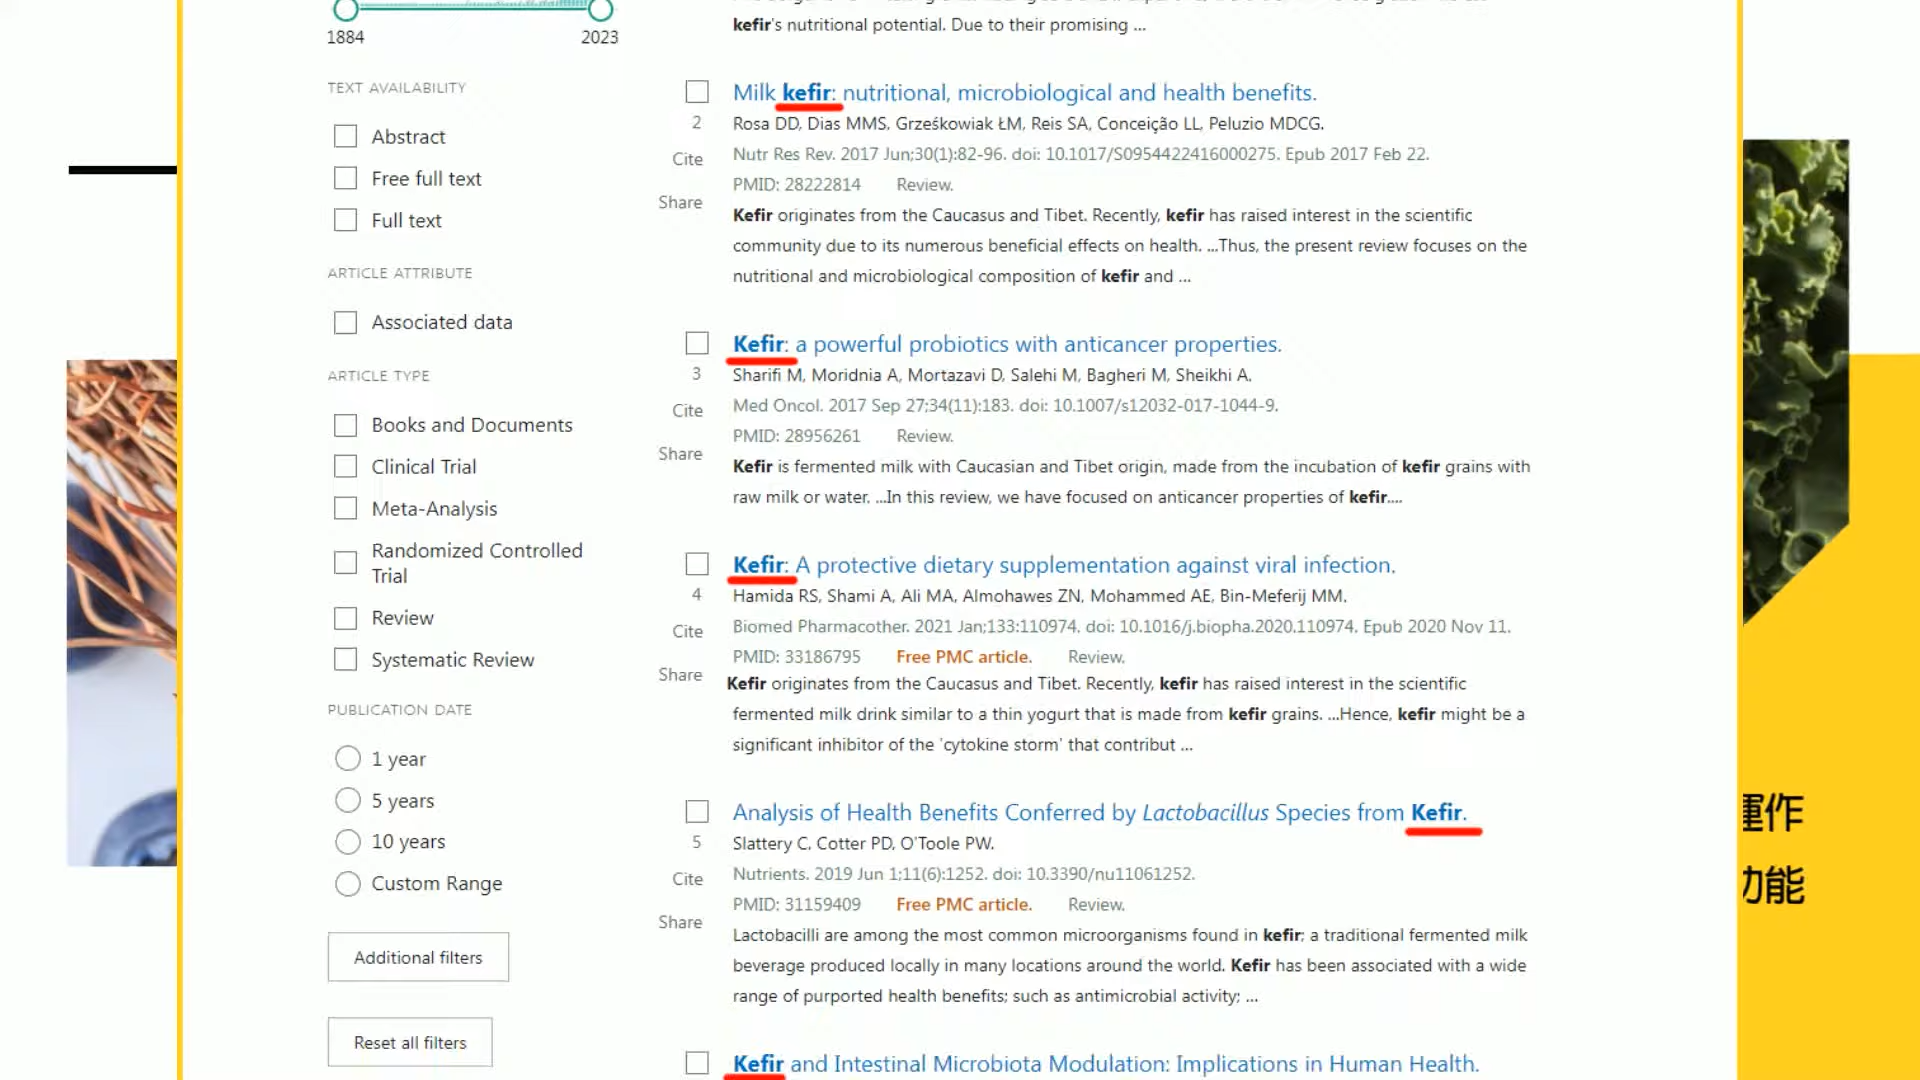 1884
2023
TEXT AVAILABILITY
Abstract
Free full text
Full text
ARTICLE ATTRIBUTE
Associated data
ARTICLE TYPE
Books and Documents
Clinical Trial
Meta-Analysis
Randomized Controlled
Trial
Review
Systematic Review
PUBLICATION DATE
1 year
5 years
10 years
Custom Range
Additional filters
Reset all filters
kefir's nutritional potential. Due to their promising ...
Milk kefir: nutritional, microbiological and health benefits.
2
Rosa DD, Dias MMS, Grześkowiak ŁM, Reis SA, Conceição LL, Peluzio MDCG.
Cite
Nutr Res Rev. 2017 Jun;30(1):82-96. doi: 10.1017/S0954422416000275. Epub 2017 Feb 22.
PMID: 28222814 Review.
Share
Kefir originates from the Caucasus and Tibet. Recently, kefir has raised interest in the scientific
community due to its numerous beneficial effects on health. ...Thus, the present review focuses on the
nutritional and microbiological composition of kefir and ...
Kefir: a powerful probiotics with anticancer properties.
3
Sharifi M, Moridnia A, Mortazavi D, Salehi M, Bagheri M, Sheikhi A.
Cite
Med Oncol. 2017 Sep 27;34(11):183. doi: 10.1007/s12032-017-1044-9.
PMID: 28956261 Review.
Share
Kefir is fermented milk with Caucasian and Tibet origin, made from the incubation of kefir grains with
raw milk or water. ...In this review, we have focused on anticancer properties of kefir....
Kefir: A protective dietary supplementation against viral infection.
4
Hamida RS, Shami A, Ali MA, Almohawes ZN, Mohammed AE, Bin-Meferij MM.
Cite
Biomed Pharmacother. 2021 Jan;133:110974. doi: 10.1016/j.biopha.2020.110974. Epub 2020 Nov 11.
PMID: 33186795 Free PMC article. Review.
Share
Kefir originates from the Caucasus and Tibet. Recently, kefir has raised interest in the scientific
fermented milk drink similar to a thin yogurt that is made from kefir grains. ...Hence, kefir might be a
significant inhibitor of the 'cytokine storm' that contribut ...
Analysis of Health Benefits Conferred by Lactobacillus Species from Kefir.
5
Slattery C, Cotter PD, O'Toole PW.
Cite
Nutrients. 2019 Jun 1;11(6):1252. doi: 10.3390/nu11061252.
PMID: 31159409 Free PMC article. Review.
Share
Lactobacilli are among the most common microorganisms found in kefir; a traditional fermented milk
beverage produced locally in many locations around the world. Kefir has been associated with a wide
range of purported health benefits; such as antimicrobial activity; ...
Kefir and Intestinal Microbiota Modulation: Implications in Human Health.
運作
功能